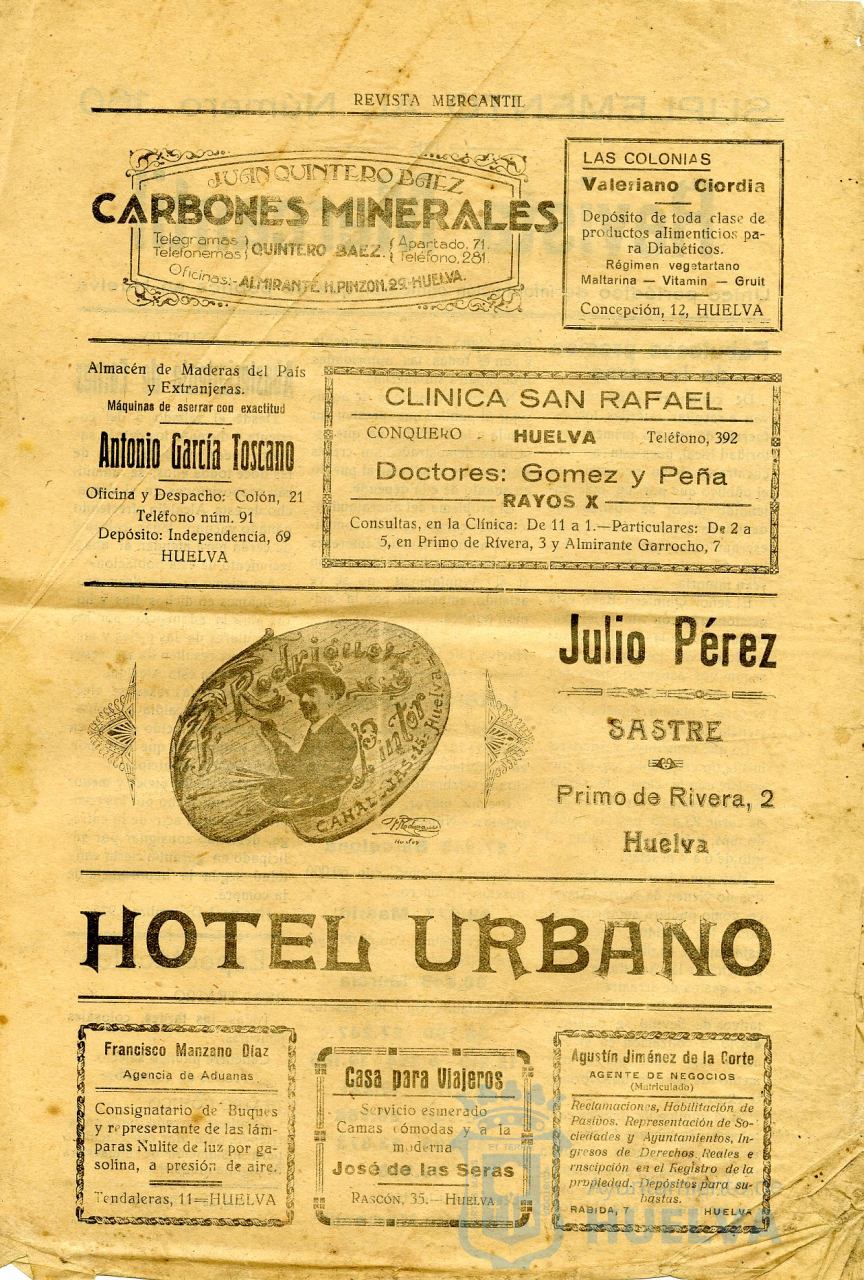 REVISTA MERCANTIL
JUAN QUINTERO BAEZ
CARBONES MINERALES
Telegramas
Telefonemas
QUINTERO BAEZ.
Apartado, 71.
Teléfono, 281.
Oficinas:-ALMIRANTE H. PINZON, 29.-HUELVA.
LAS COLONIAS
Valeriano Ciordia
Depósito de toda clase de
productos alimenticios pa-
ra Diabéticos.
Régimen vegetartano
Maltarina — Vitamin — Gruit
Concepción, 12, HUELVA
Almacén de Maderas del País
y Extranjeras.
Máquinas de aserrar con exactitud
Antonio García Toscano
Oficina y Despacho: Colón, 21
Teléfono núm. 91
Depósito: Independencia, 69
HUELVA
CLINICA SAN RAFAEL
CONQUERO - HUELVA Teléfono, 392
Doctores: Gomez y Peña
RAYOS X
Consultas, en la Clínica: De 11 a 1.—Particulares: De 2 a
5, en Primo de Rivera, 3 y Almirante Garrocho, 7
Rodriguez
Pintor
CANALEJAS=13=Huelva
Huelva
Julio Pérez
SASTRE
Primo de Rivera, 2
Huelva
HOTEL URBANO
Francisco Manzano Diaz
Agencia de Aduanas
Consignatario de Buques
y representante de las lám-
paras Nulite de luz por ga-
solina, a presión de aire.
Tendaleras, 11=HUELVA
Casa para Viajeros
Servicio esmerado
Camas cómodas y a la
moderna
José de las Seras
RASCÓN, 35.—HUELVA
Agustín Jiménez de la Corte
AGENTE DE NEGOCIOS
(Matriculado)
Reclamaciones, Habilitación de
Pasivos. Representación de So-
ciedades y Ayuntamientos, In-
gresos de Derechos Reales e
inscipción en el Registro de la
propiedad. Depósitos para su-
bastas.
RABIDA, 7 HUELVA
Ayuntamiento de
HUELVA